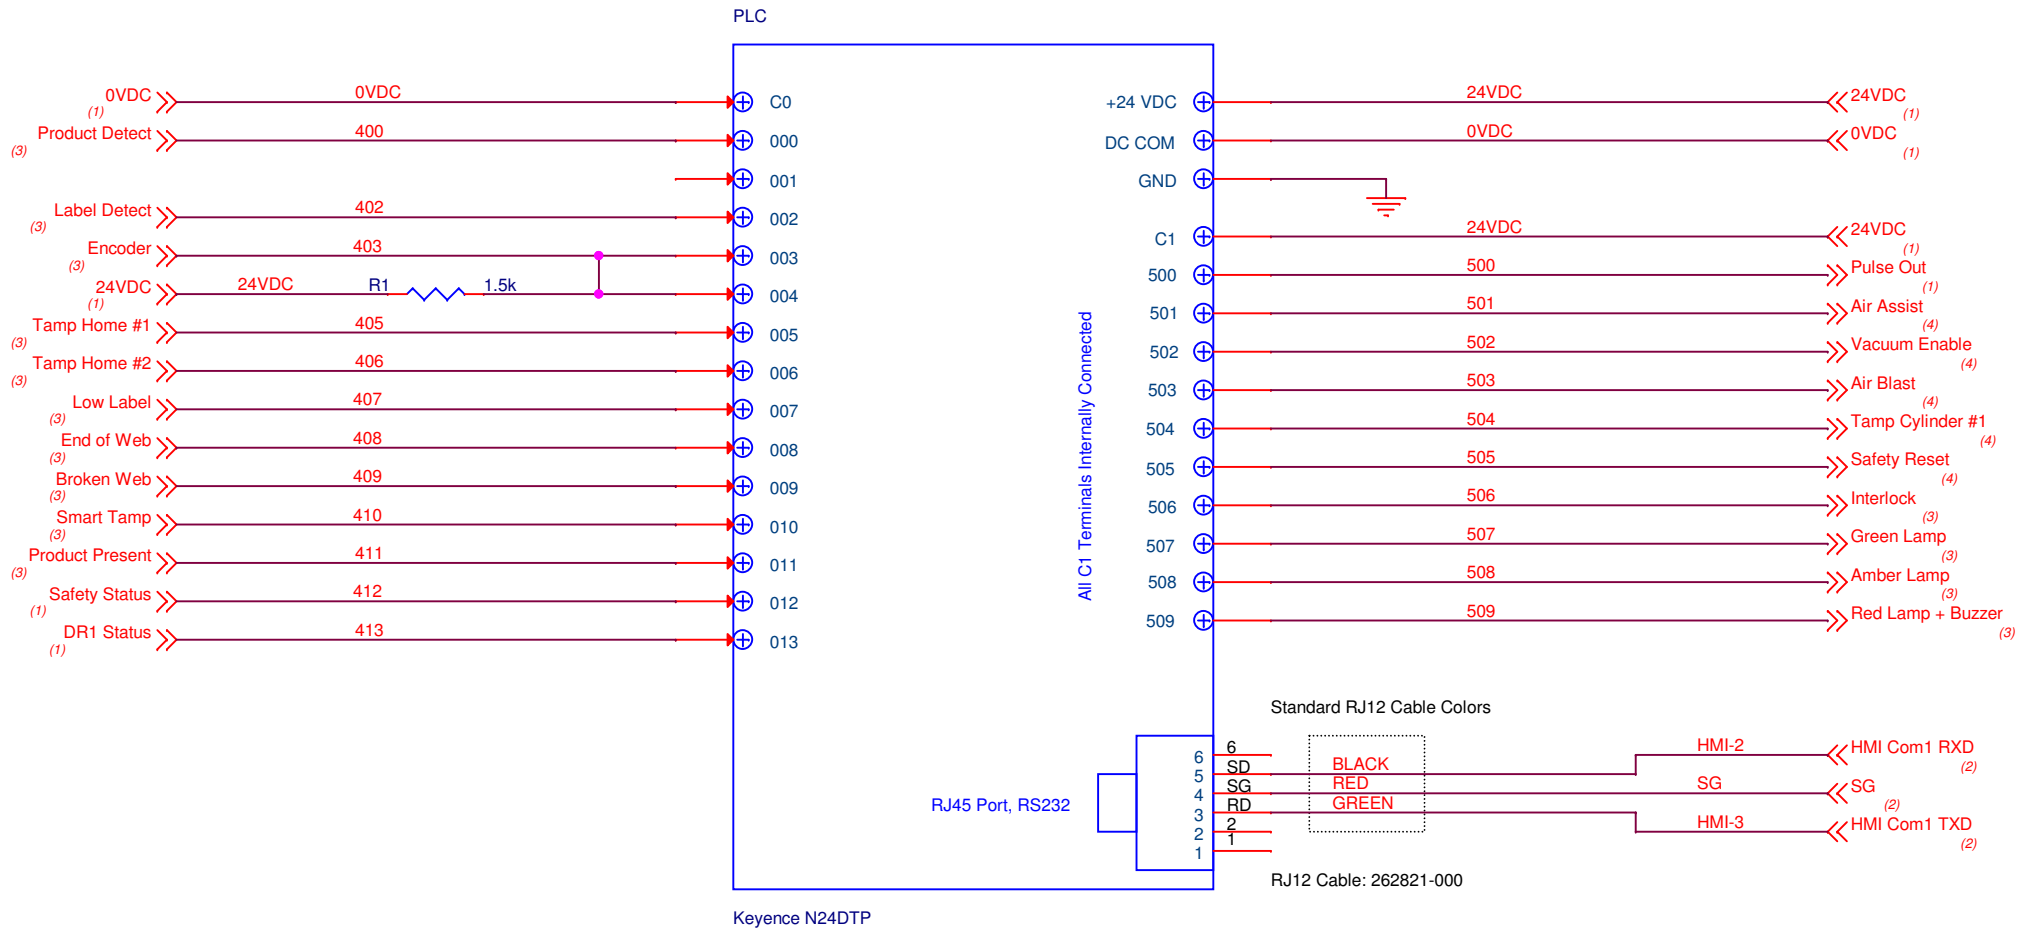 PLC
0VDC
(1)
0VDC
C0
Product Detect
(3)
400
000
001
Label Detect
(3)
402
002
Encoder
(3)
403
003
24VDC
(1)
24VDC
R1
1.5k
004
Tamp Home #1
(3)
405
005
Tamp Home #2
(3)
406
006
Low Label
(3)
407
007
End of Web
(3)
408
008
Broken Web
(3)
409
009
Smart Tamp
(3)
410
010
Product Present
(3)
411
011
Safety Status
(1)
412
012
DR1 Status
(1)
413
013
+24 VDC
24VDC
24VDC
(1)
DC COM
0VDC
0VDC
(1)
GND
C1
24VDC
24VDC
(1)
500
500
Pulse Out
(1)
501
501
Air Assist
(4)
502
502
Vacuum Enable
(4)
503
503
Air Blast
(4)
504
504
Tamp Cylinder #1
(4)
505
505
Safety Reset
(4)
506
506
Interlock
(3)
507
507
Green Lamp
(3)
508
508
Amber Lamp
(3)
509
509
Red Lamp + Buzzer
(3)
All C1 Terminals Internally Connected
Standard RJ12 Cable Colors
RJ45 Port, RS232
6
6
5
SD
BLACK
HMI-2
HMI Com1 RXD
(2)
4
SG
RED
SG
SG
(2)
3
RD
GREEN
HMI-3
HMI Com1 TXD
(2)
2
2
1
1
RJ12 Cable: 262821-000
Keyence N24DTP